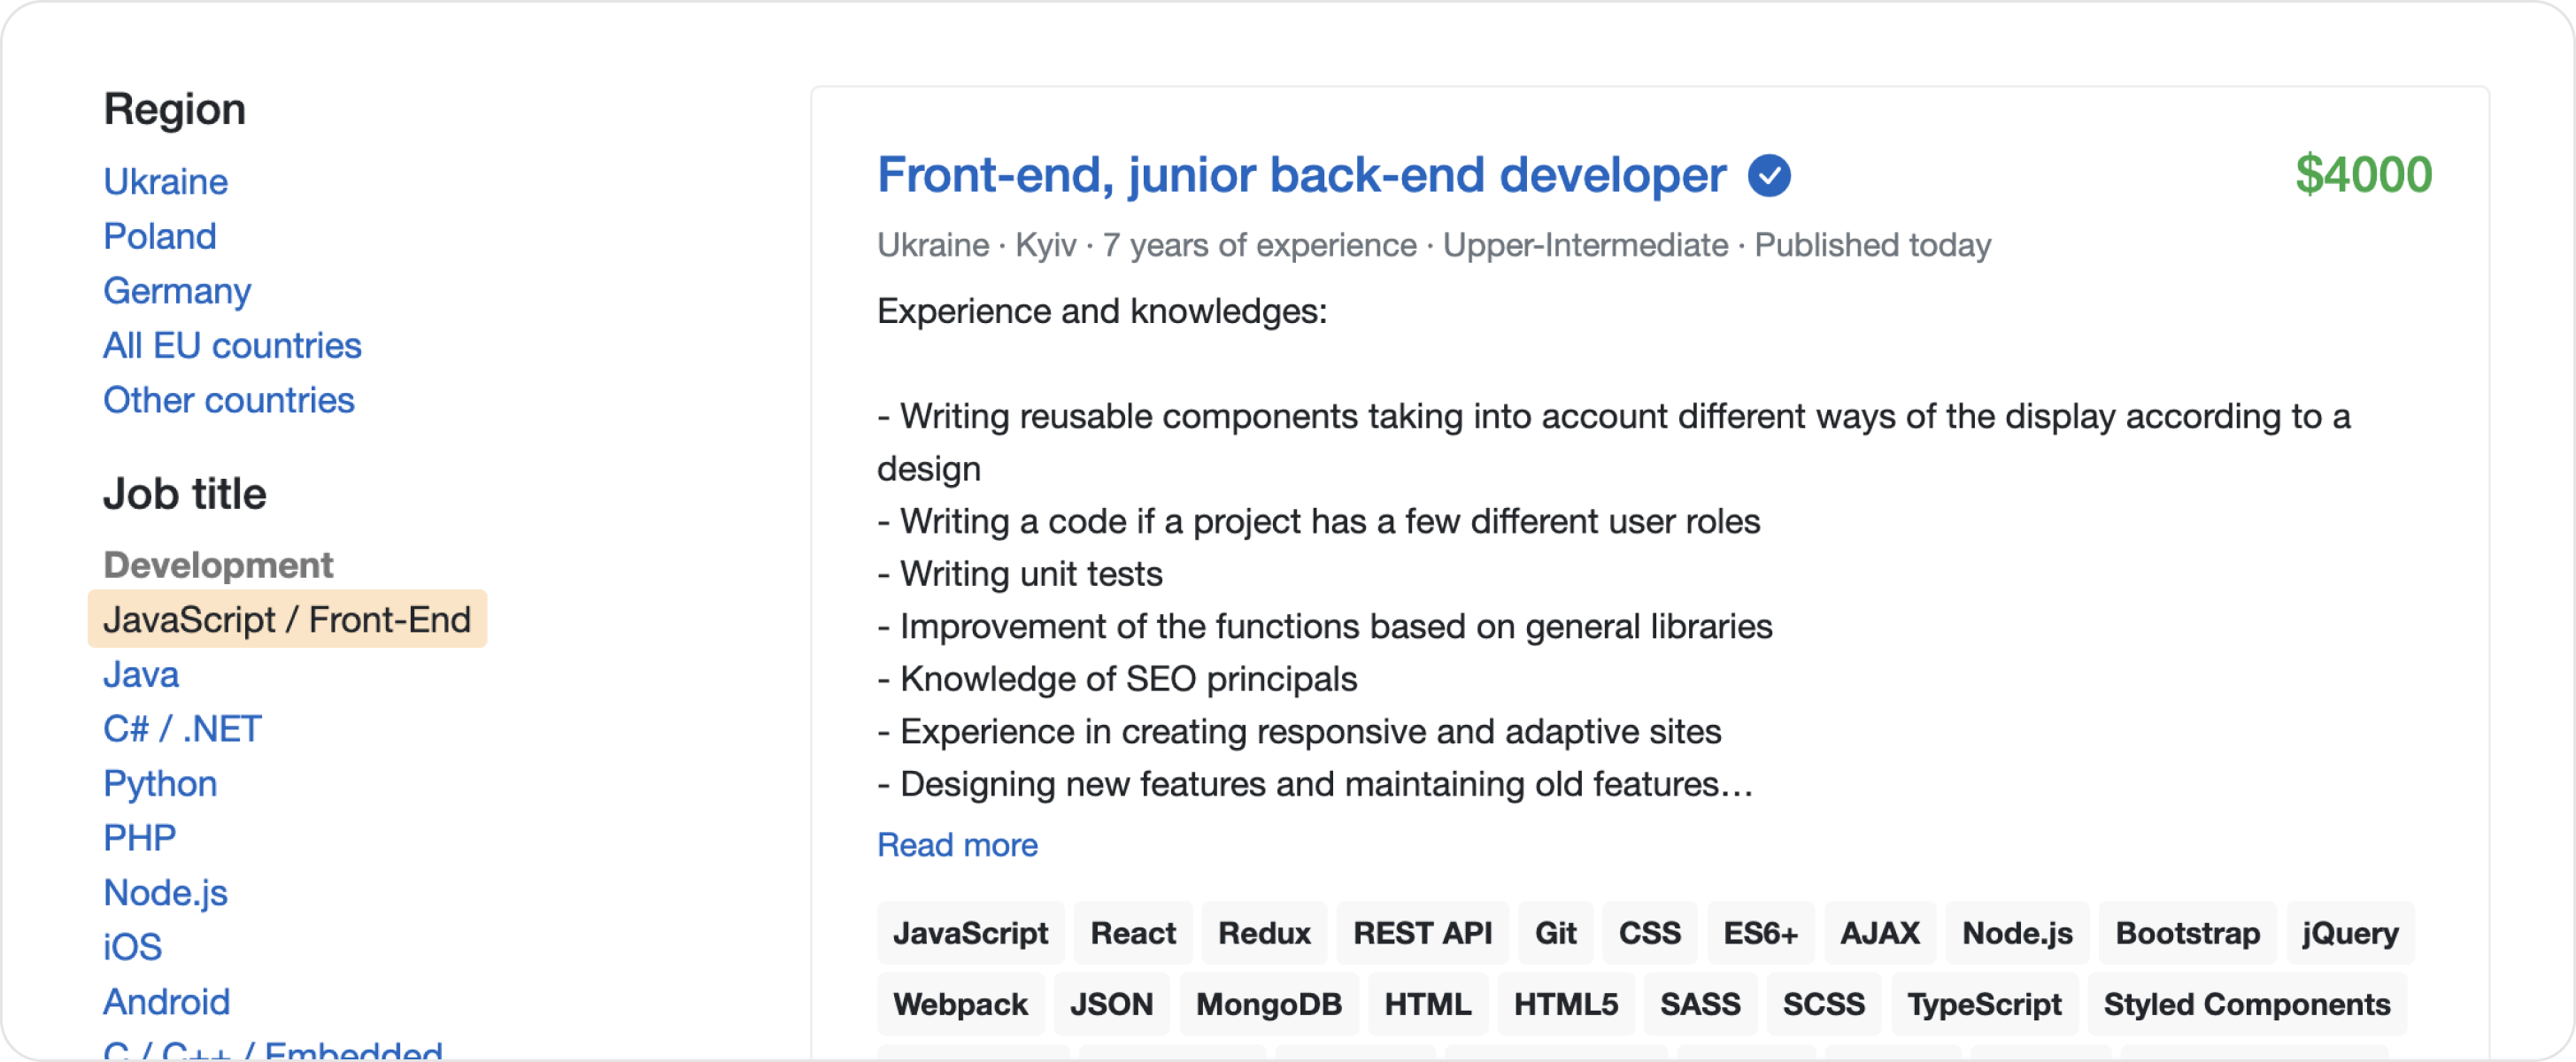 Region
Ukraine
Poland
Germany
All EU countries
Other countries
Job title
Development
JavaScript / Front-End
Java
C# / .NET
Python
PHP
Node.js
iOS
Android
C / C++ / Embedded
Front-end, junior back-end developer
$4000
Ukraine · Kyiv · 7 years of experience · Upper-Intermediate · Published today
Experience and knowledges:
- Writing reusable components taking into account different ways of the display according to a
design
- Writing a code if a project has a few different user roles
- Writing unit tests
- Improvement of the functions based on general libraries
- Knowledge of SEO principals
- Experience in creating responsive and adaptive sites
- Designing new features and maintaining old features…
Read more
JavaScript React Redux REST API Git CSS ES6+ AJAX Node.js Bootstrap jQuery
Webpack JSON MongoDB HTML HTML5 SASS SCSS TypeScript Styled Components